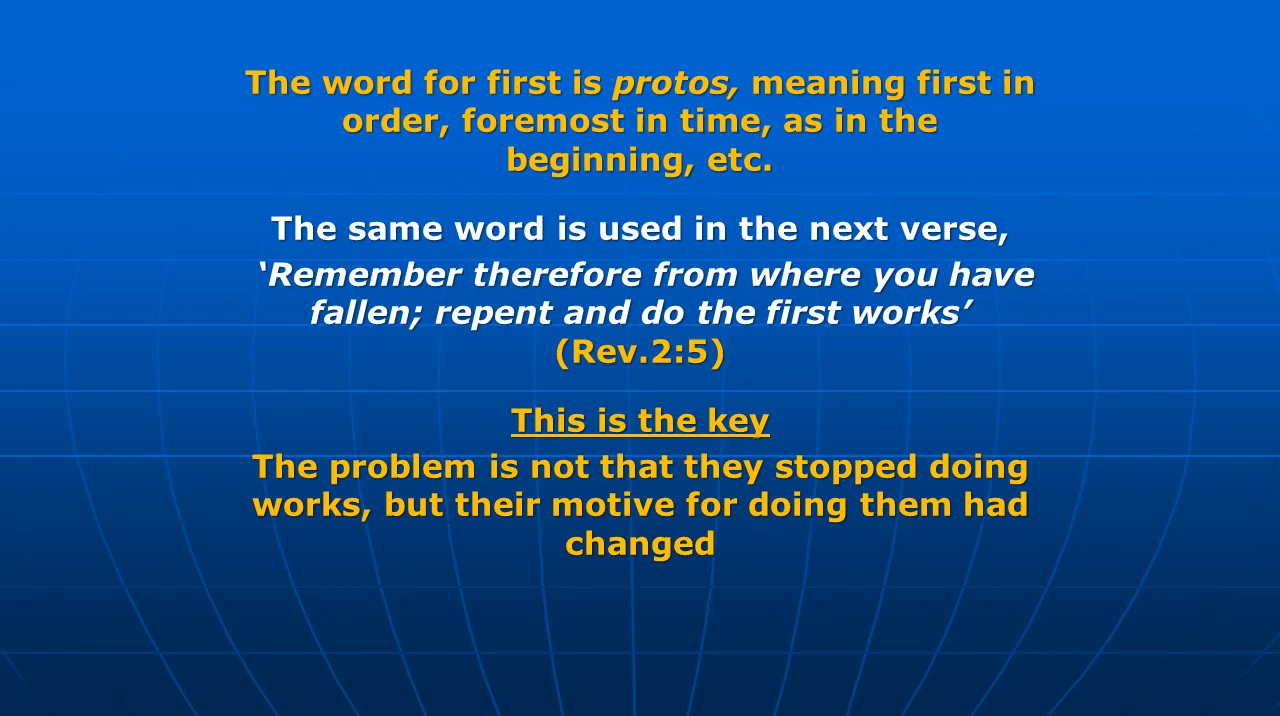 The word for first is protos, meaning first in
order, foremost in time, as in the
beginning, etc.
The same word is used in the next verse,
‘Remember therefore from where you have
fallen; repent and do the first works’
(Rev.2:5)
This is the key
The problem is not that they stopped doing
works, but their motive for doing them had
changed